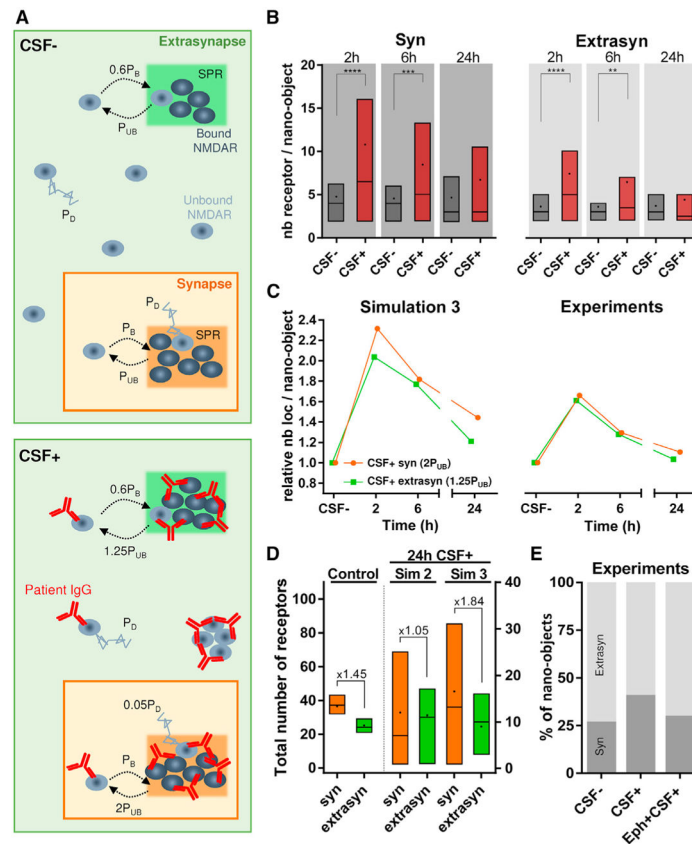 A
CSF-
Extrasynapse
0.6PB
SPR
PUB
Bound
NMDAR
PD
Unbound
NMDAR
Synapse
PD
PB
SPR
PUB
CSF+
0.6PB
1.25PUB
Patient IgG
PD
0.05PD
PB
2PUB
B
Syn
Extrasyn
2h 6h 24h
2h 6h 24h
**** ***
**** **
nb receptor / nano-object
20
15
10
5
0
CSF- CSF+ CSF- CSF+ CSF- CSF+
CSF- CSF+ CSF- CSF+ CSF- CSF+
C
Simulation 3
Experiments
relative nb loc / nano-object
2.4
2.2
2.0
1.8
1.6
1.4
1.2
1.0
CSF+ syn (2PUB)
CSF+ extrasyn (1.25PUB)
CSF- 2 6 24
Time (h)
CSF- 2 6 24
Time (h)
D
24h CSF+
Control Sim 2 Sim 3
x1.45
x1.05
x1.84
Total number of receptors
100
80
60
40
20
0
40
30
20
10
0
syn extrasyn syn extrasyn syn extrasyn
E
Experiments
% of nano-objects
100
75
50
25
0
Extrasyn
Syn
CSF- CSF+ Eph+CSF+